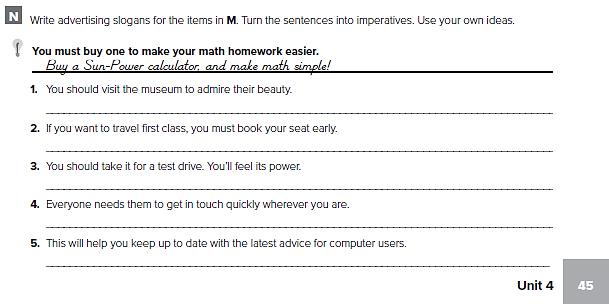 N Write advertising slogans for the items in M. Turn the sentences into imperatives. Use your own ideas.
You must buy one to make your math homework easier.
Buy a Sun-Power calculator, and make math simple!
1. You should visit the museum to admire their beauty.
2. If you want to travel first class, you must book your seat early.
3. You should take it for a test drive. You'll feel its power.
4. Everyone needs them to get in touch quickly wherever you are.
5. This will help you keep up to date with the latest advice for computer users.
Unit 4 45